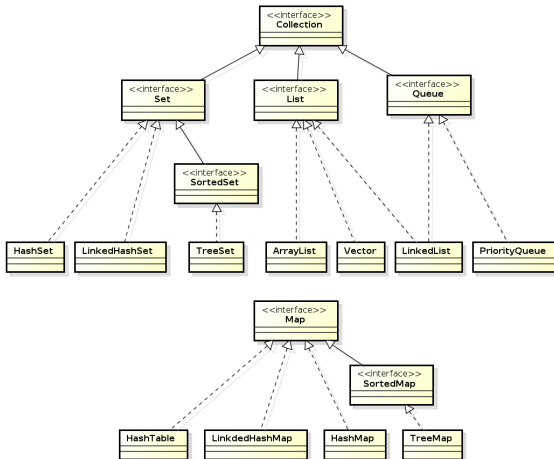 <<interface>>
Collection
<<interface>>
Set
<<interface>>
List
<<interface>>
Queue
<<interface>>
SortedSet
HashSet
LinkedHashSet
TreeSet
ArrayList
Vector
LinkedList
PriorityQueue
<<interface>>
Map
<<interface>>
SortedMap
HashTable
LinkdedHashMap
HashMap
TreeMap